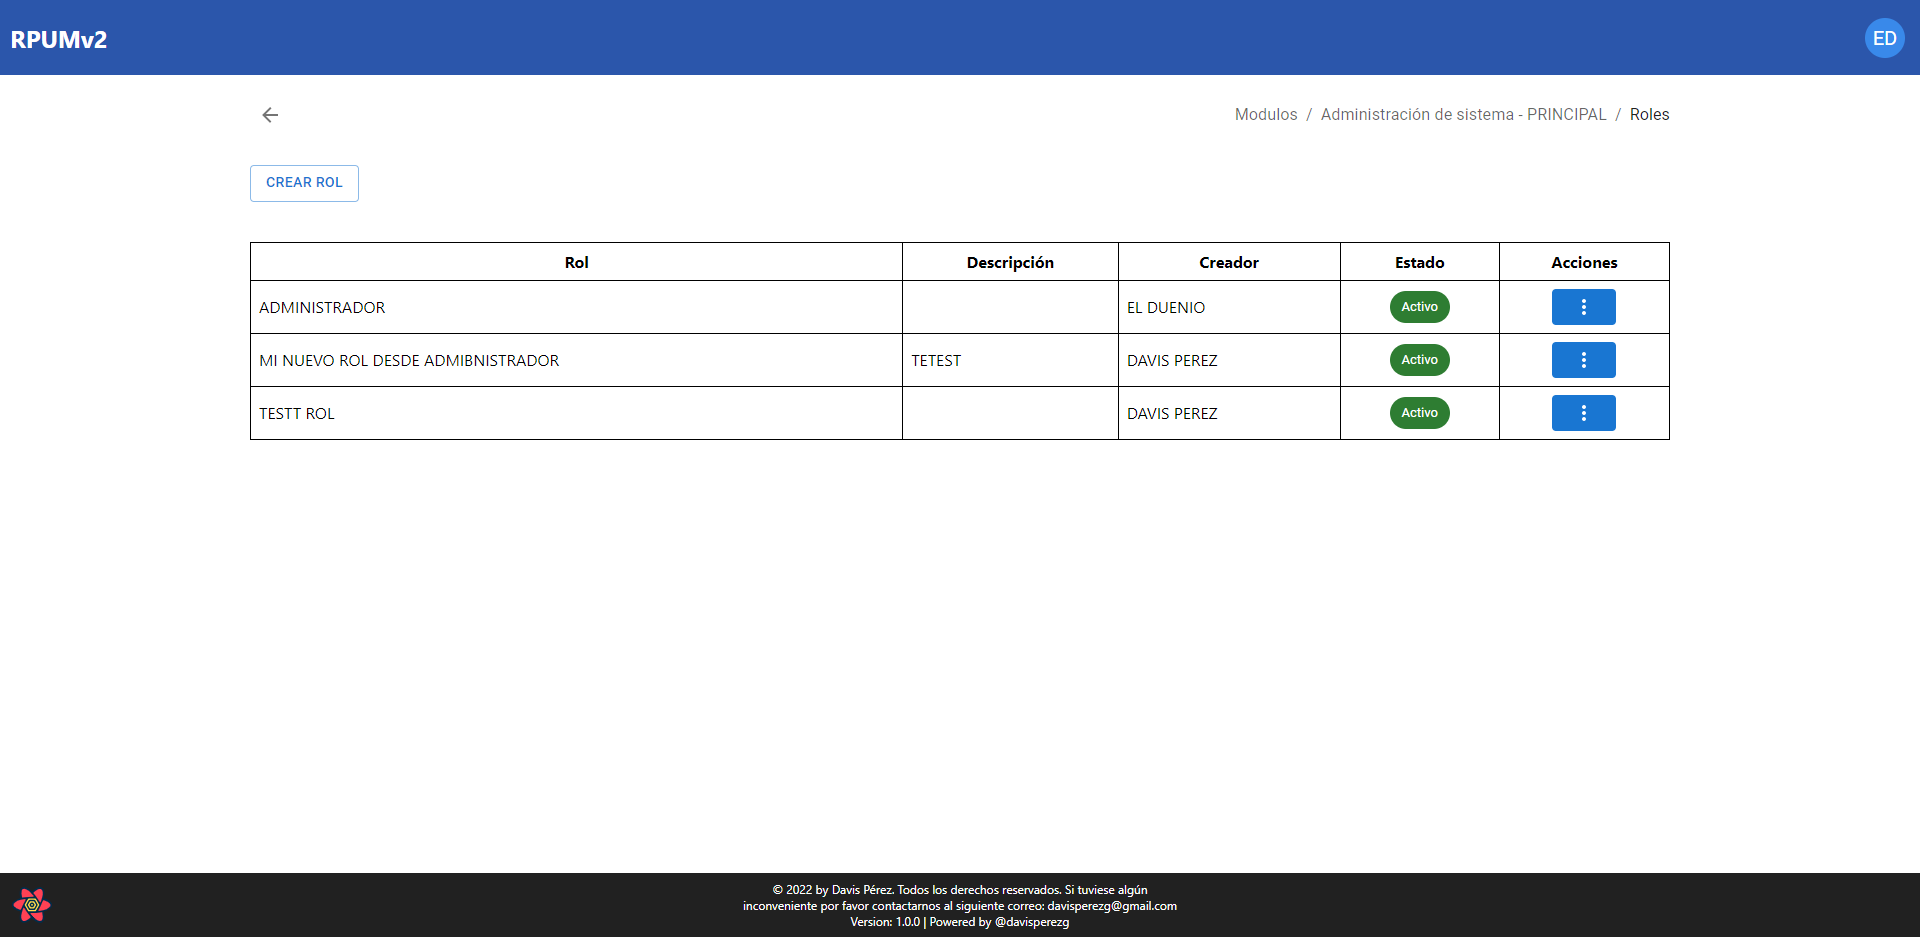 RPUMv2
ED
Modulos / Administración de sistema - PRINCIPAL / Roles
CREAR ROL
Rol Descripción Creador Estado Acciones
ADMINISTRADOR EL DUENIO Activo
MI NUEVO ROL DESDE ADMIBNISTRADOR TETEST DAVIS PEREZ Activo
TESTT ROL DAVIS PEREZ Activo
© 2022 by Davis Pérez. Todos los derechos reservados. Si tuviese algún
inconveniente por favor contactarnos al siguiente correo: davisperezg@gmail.com
Version: 1.0.0 | Powered by @davisperezg